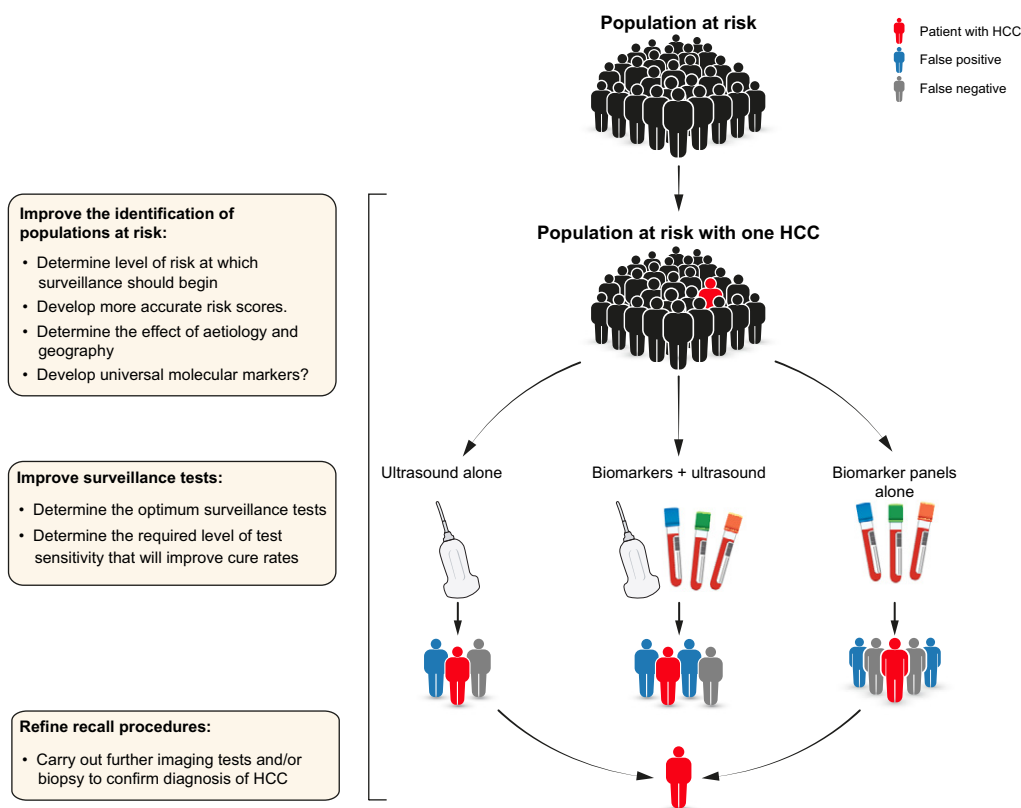 Population at risk
Patient with HCC
False positive
False negative
Improve the identification of
populations at risk:
• Determine level of risk at which
surveillance should begin
• Develop more accurate risk scores.
• Determine the effect of aetiology and
geography
• Develop universal molecular markers?
Population at risk with one HCC
Improve surveillance tests:
• Determine the optimum surveillance tests
• Determine the required level of test
sensitivity that will improve cure rates
Ultrasound alone
Biomarkers + ultrasound
Biomarker panels
alone
Refine recall procedures:
• Carry out further imaging tests and/or
biopsy to confirm diagnosis of HCC